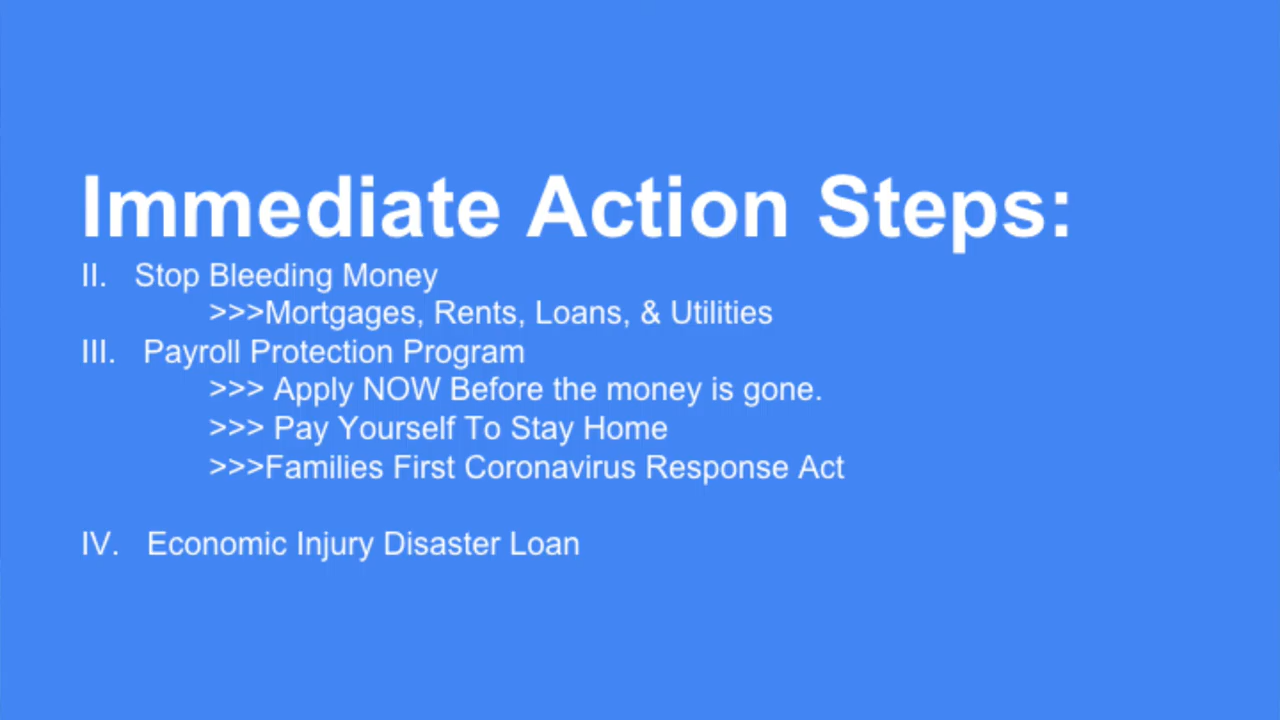 Immediate Action Steps:
II. Stop Bleeding Money
>>>Mortgages, Rents, Loans, & Utilities
III. Payroll Protection Program
>>> Apply NOW Before the money is gone.
>>> Pay Yourself To Stay Home
>>>Families First Coronavirus Response Act
IV. Economic Injury Disaster Loan